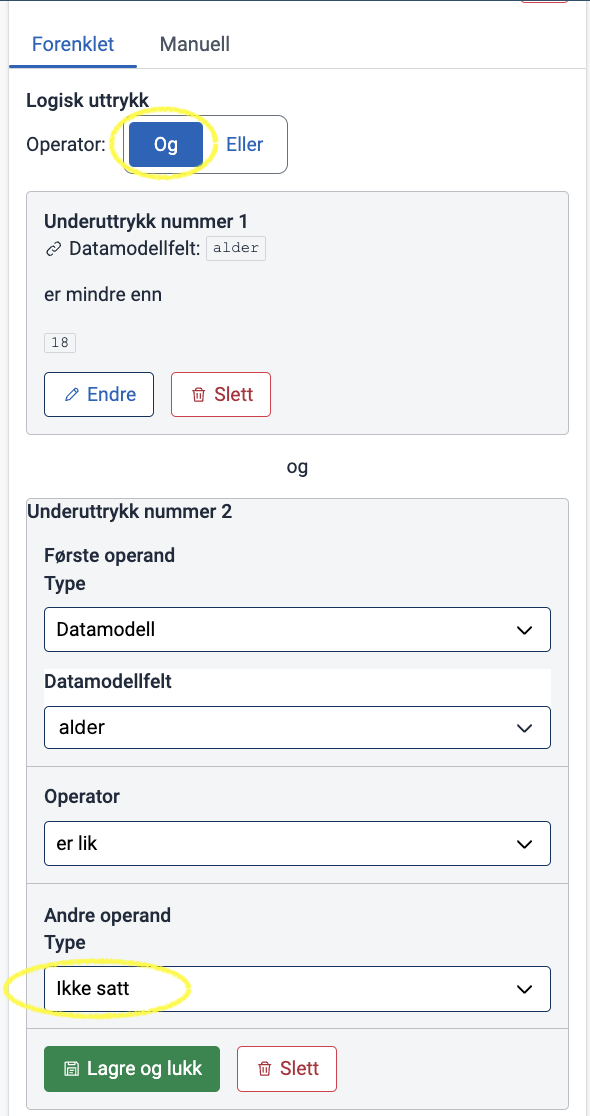 Forenklet Manuell
Logisk uttrykk
Operator: Og Eller
Underuttrykk nummer 1
Datamodellfelt: alder
er mindre enn
18
Endre Slett
og
Underuttrykk nummer 2
Første operand
Type
Datamodell
Datamodellfelt
alder
Operator
er lik
Andre operand
Type
Ikke satt
Lagre og lukk Slett